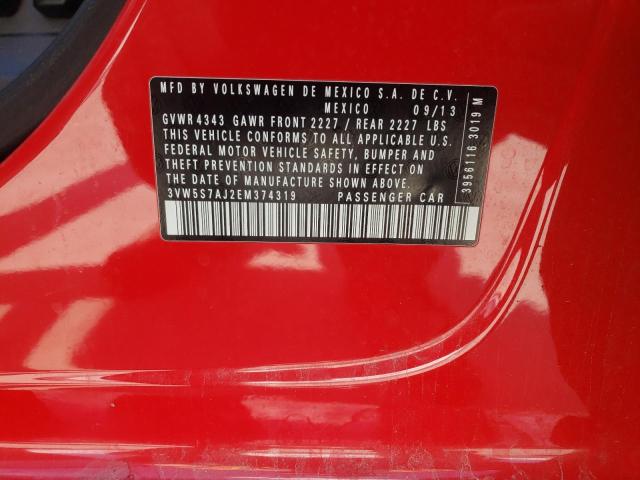 MFD BY VOLKSWAGEN DE MEXICO S.A. DE C.V.
MEXICO 09/13
GVWR 4343 GAWR FRONT 2227 / REAR 2227 LBS
THIS VEHICLE CONFORMS TO ALL APPLICABLE U.S.
FEDERAL MOTOR VEHICLE SAFETY, BUMPER AND
THEFT PREVENTION STANDARDS IN EFFECT ON
THE DATE OF MANUFACTURE SHOWN ABOVE.
3VW5S7AJ2EM374319 PASSENGER CAR
3956116 3019 M